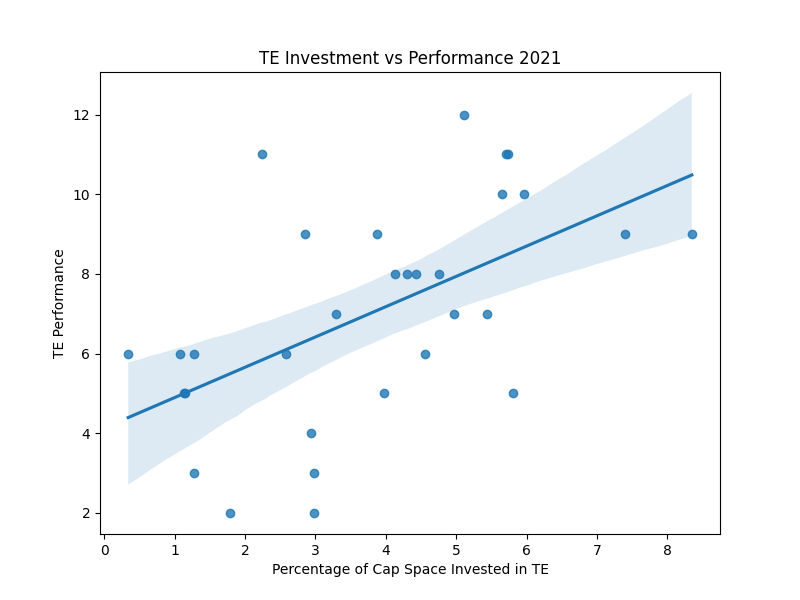 TE Investment vs Performance 2021
12
10
8
6
4
2
TE Performance
0 1 2 3 4 5 6 7 8
Percentage of Cap Space Invested in TE